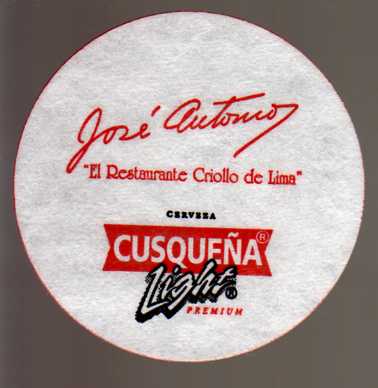 José Antonio
"El Restaurante Criollo de Lima"
CERVEZA
CUSQUEÑA®
Light®
PREMIUM